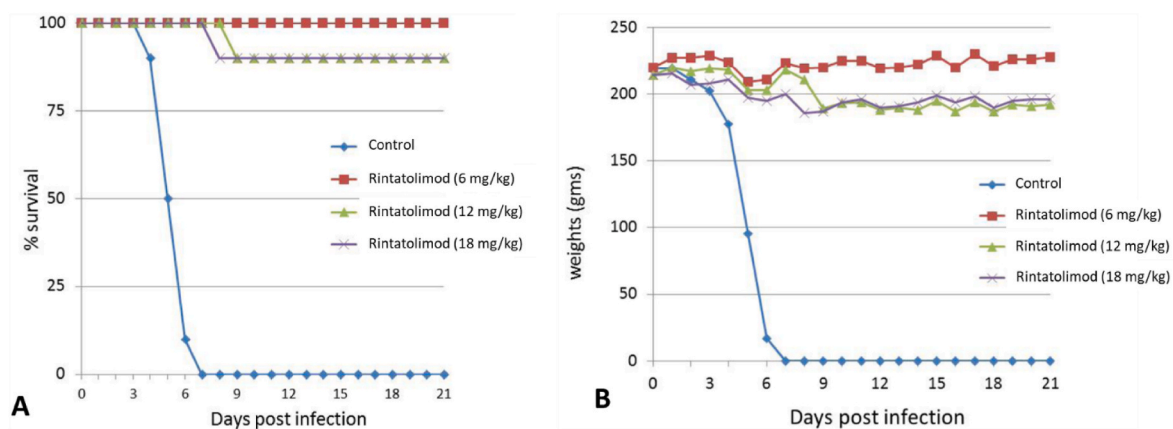 100
75
50
25
0
% survival
Control
Rintatolimod (6 mg/kg)
Rintatolimod (12 mg/kg)
Rintatolimod (18 mg/kg)
0 3 6 9 12 15 18 21
Days post infection
A
250
200
150
100
50
0
weights (gms)
Control
Rintatolimod (6 mg/kg)
Rintatolimod (12 mg/kg)
Rintatolimod (18 mg/kg)
0 3 6 9 12 15 18 21
Days post infection
B